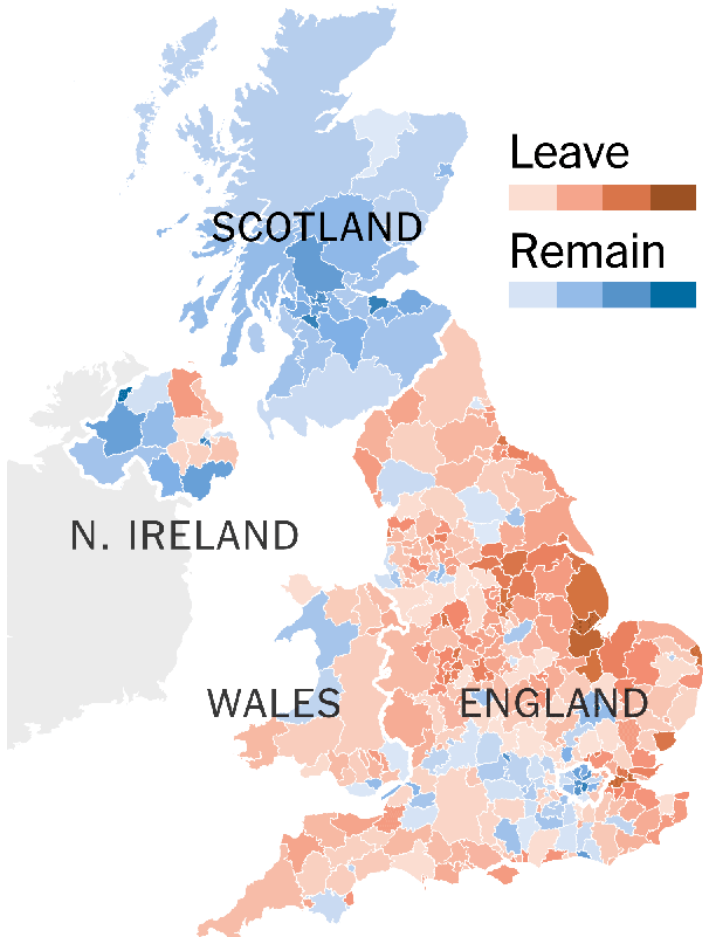 Leave
Remain
SCOTLAND
N. IRELAND
WALES
ENGLAND